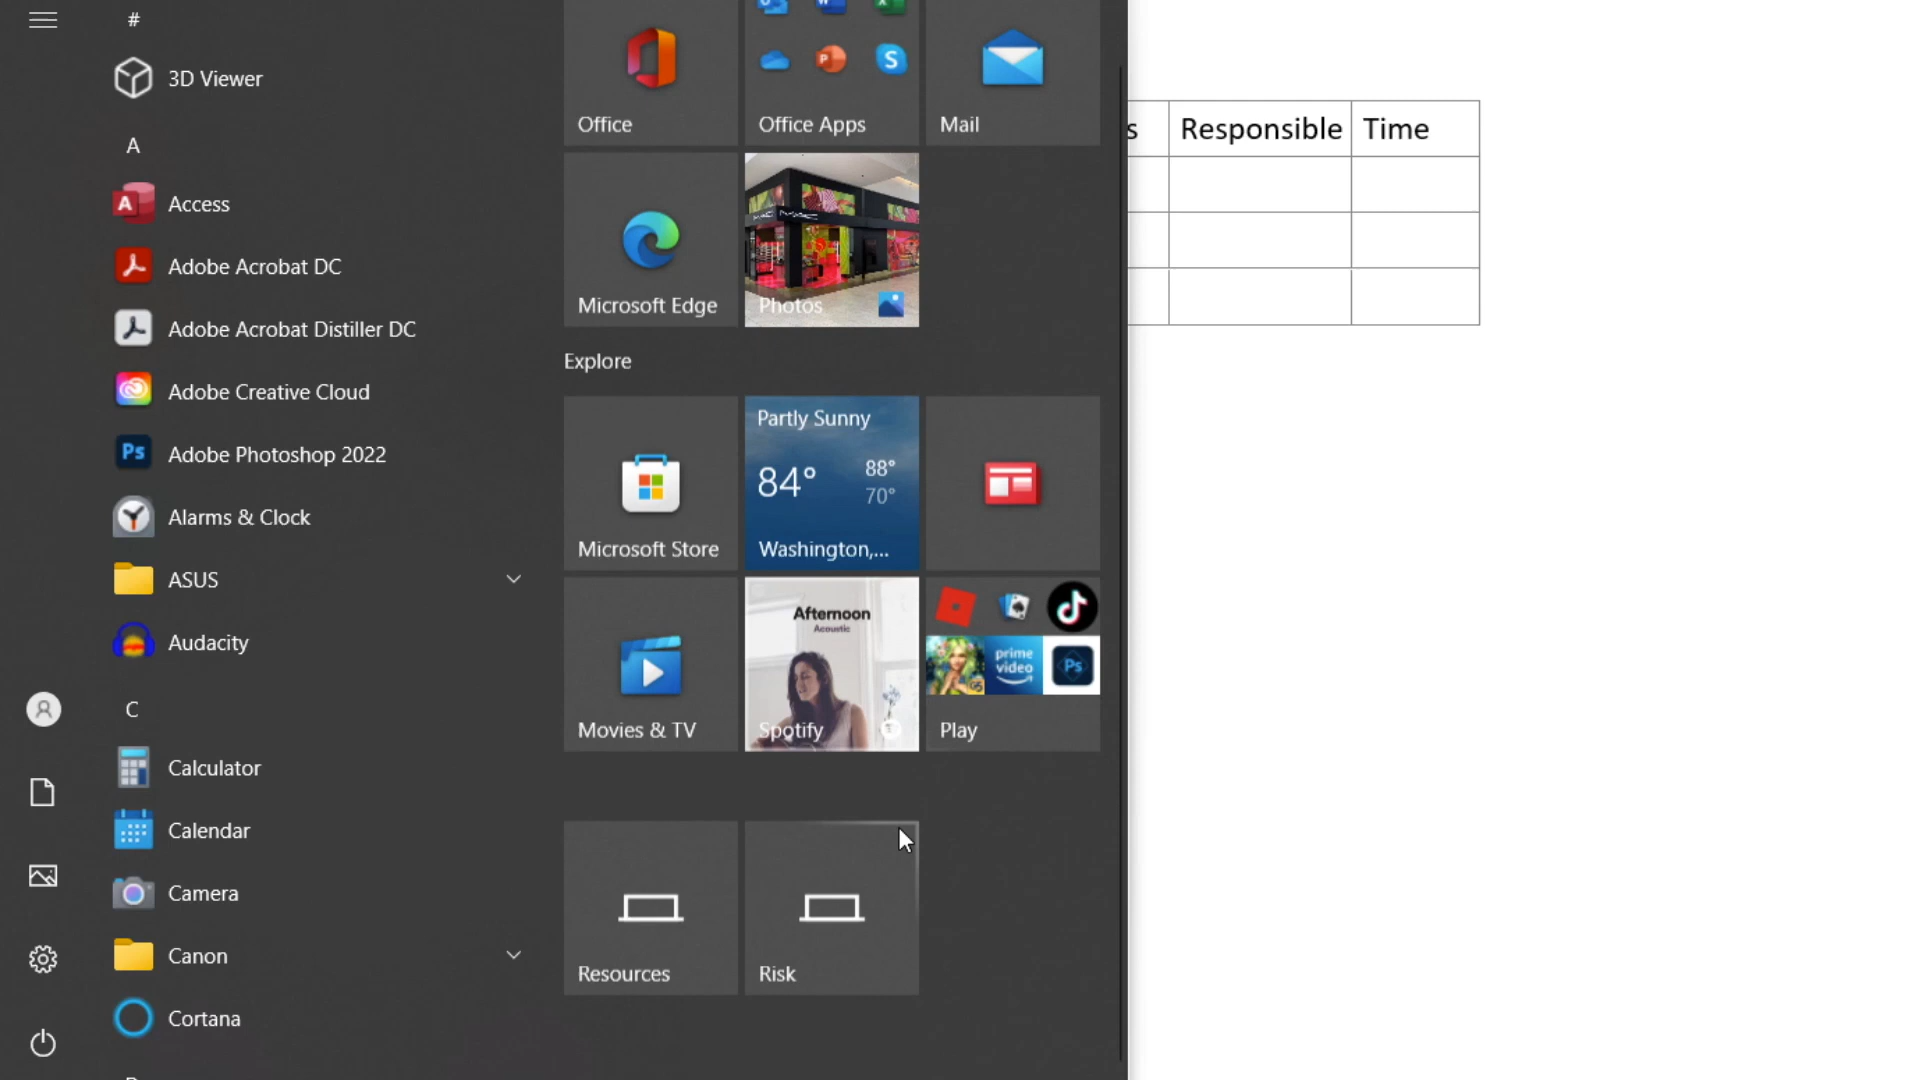 #
3D Viewer
A
Access
Adobe Acrobat DC
Adobe Acrobat Distiller DC
Adobe Creative Cloud
Ps
Adobe Photoshop 2022
Alarms & Clock
ASUS
Audacity
C
Calculator
Calendar
Camera
Canon
Cortana
Office
Office Apps
Mail
Microsoft Edge
Photos
Explore
Microsoft Store
Partly Sunny
84°
88°
70°
Washington,...
Movies & TV
Afternoon
Acoustic
Spotify
prime
video
Ps
Play
Resources
Risk
s
Responsible
Time